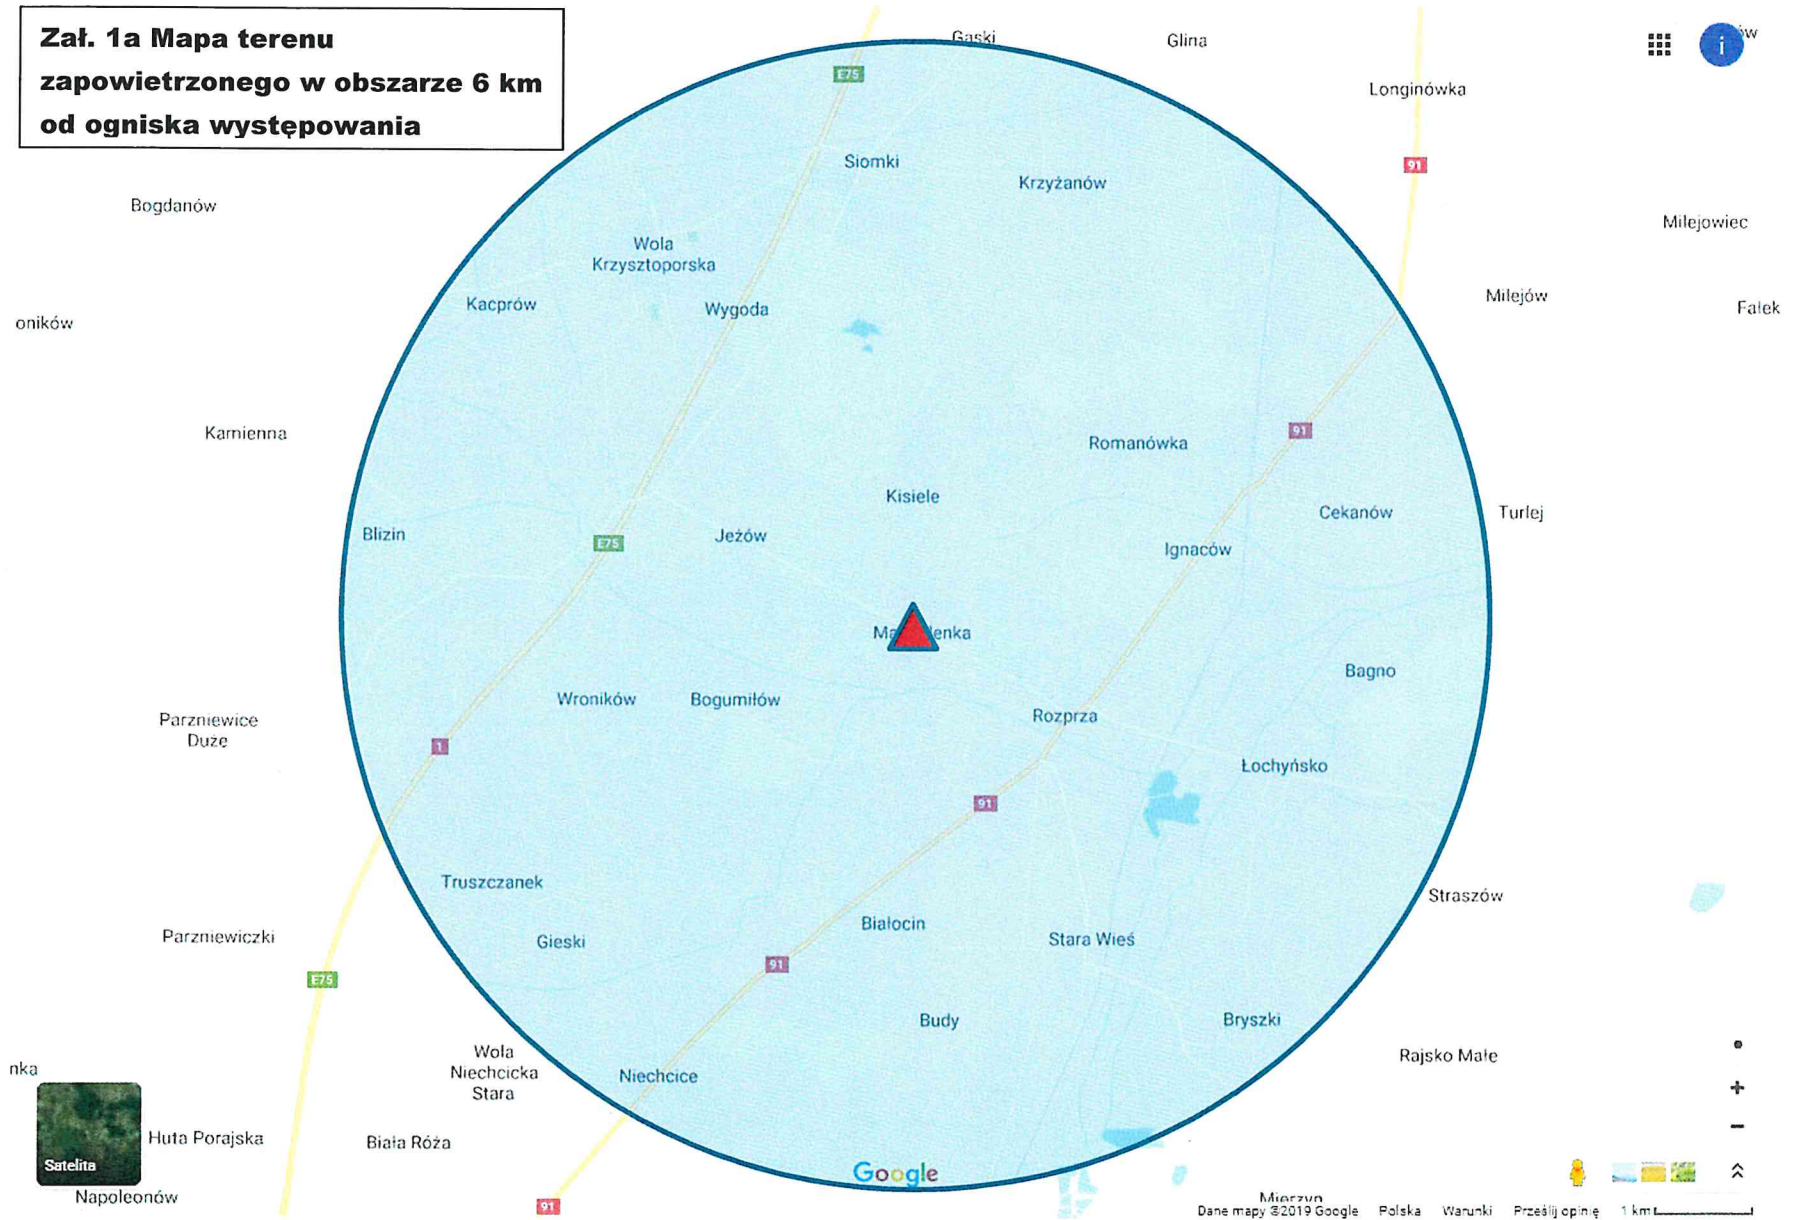 Zał. 1a Mapa terenu
zapowietrzonego w obszarze 6 km
od ogniska występowania
Gąski
Glina
i
E75
Longinówka
91
Siomki
Krzyżanów
Bogdanów
Milejowiec
Wola
Krzysztoporska
Kacprów
Wygoda
Milejów
Fałek
oników
Kamienna
91
Romanówka
Kisiele
Cekanów
Turlej
Blizin
E75
Jeżów
Ignaców
Bagno
Wroników
Bogumiłów
Rozprza
Parzniewice
Duże
1
Łochyńsko
91
Truszczanek
Straszów
Białocin
Parzniewiczki
Gieski
Stara Wieś
91
E75
Budy
Bryszki
Wola
Niechcicka
Stara
Rajsko Małe
nka
Niechcice
Huta Porajska
Biała Róża
Satelita
Google
Napoleonów
91
Mierzyn
Dane mapy ©2019 Google Polska Warunki Prześlij opinię 1 km